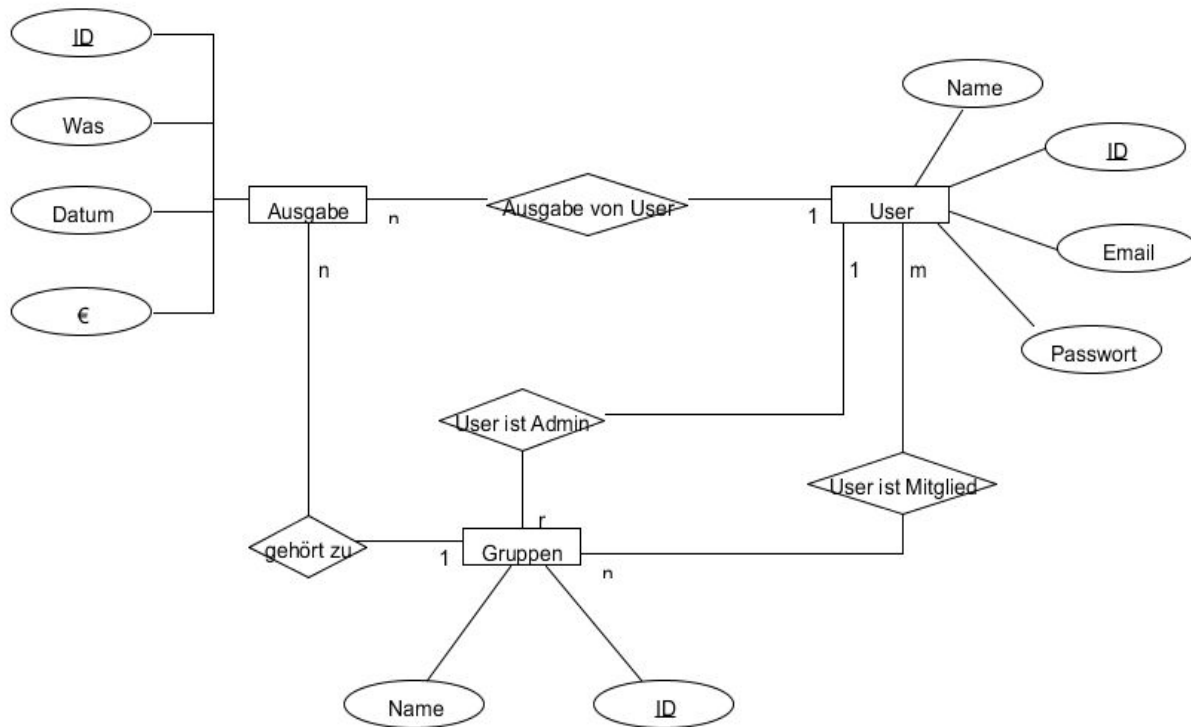 ID
Name
Was
ID
Datum
Ausgabe
n
Ausgabe von User
1
User
Email
n
1
m
€
Passwort
User ist Admin
User ist Mitglied
r
gehört zu
1
Gruppen
n
Name
ID